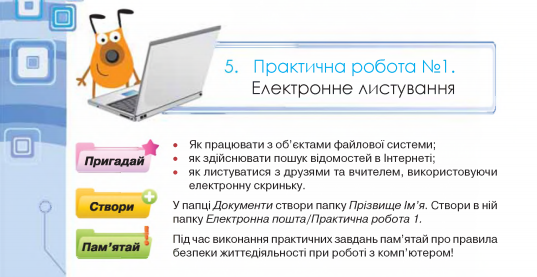 5. Практична робота №1.
Електронне листування
Пригадай
• Як працювати з об’єктами файлової системи;
• як здійснювати пошук відомостей в Інтернеті;
• як листуватися з друзями та вчителем, використовуючи
електронну скриньку.
Створи
У папці Документи створи папку Прізвище Ім’я. Створи в ній
папку Електронна пошта/Практична робота 1.
Пам’ятай
Під час виконання практичних завдань пам’ятай про правила
безпеки життєдіяльності при роботі з комп’ютером!